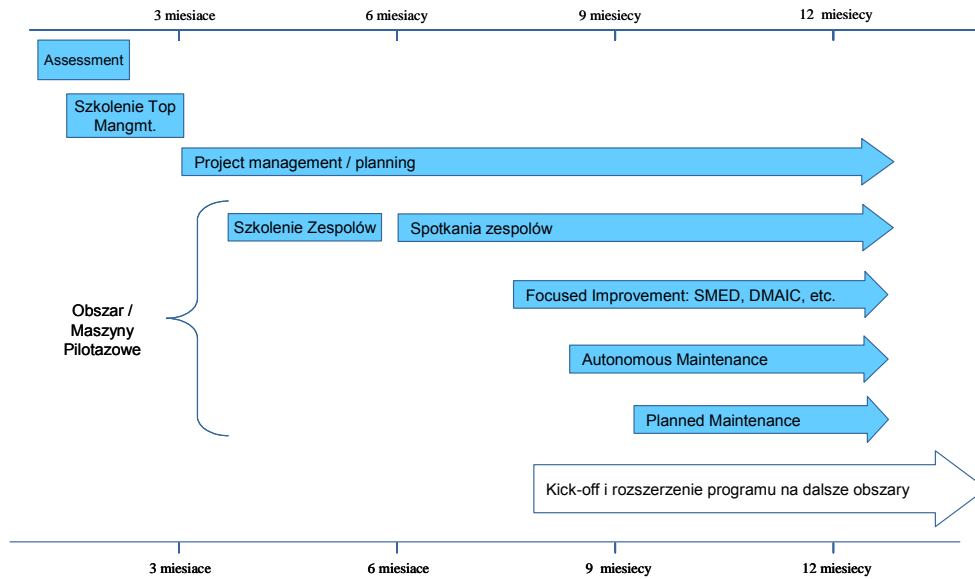 3 miesiace 6 miesiacy 9 miesiecy 12 miesiecy
Assessment
Szkolenie Top
Mangmt.
Project management / planning
Szkolenie Zespolów Spotkania zespolów
Focused Improvement: SMED, DMAIC, etc.
Obszar /
Maszyny
Pilotazowe
Autonomous Maintenance
Planned Maintenance
Kick-off i rozszerzenie programu na dalsze obszary
3 miesiace 6 miesiace 9 miesiecy 12 miesiecy